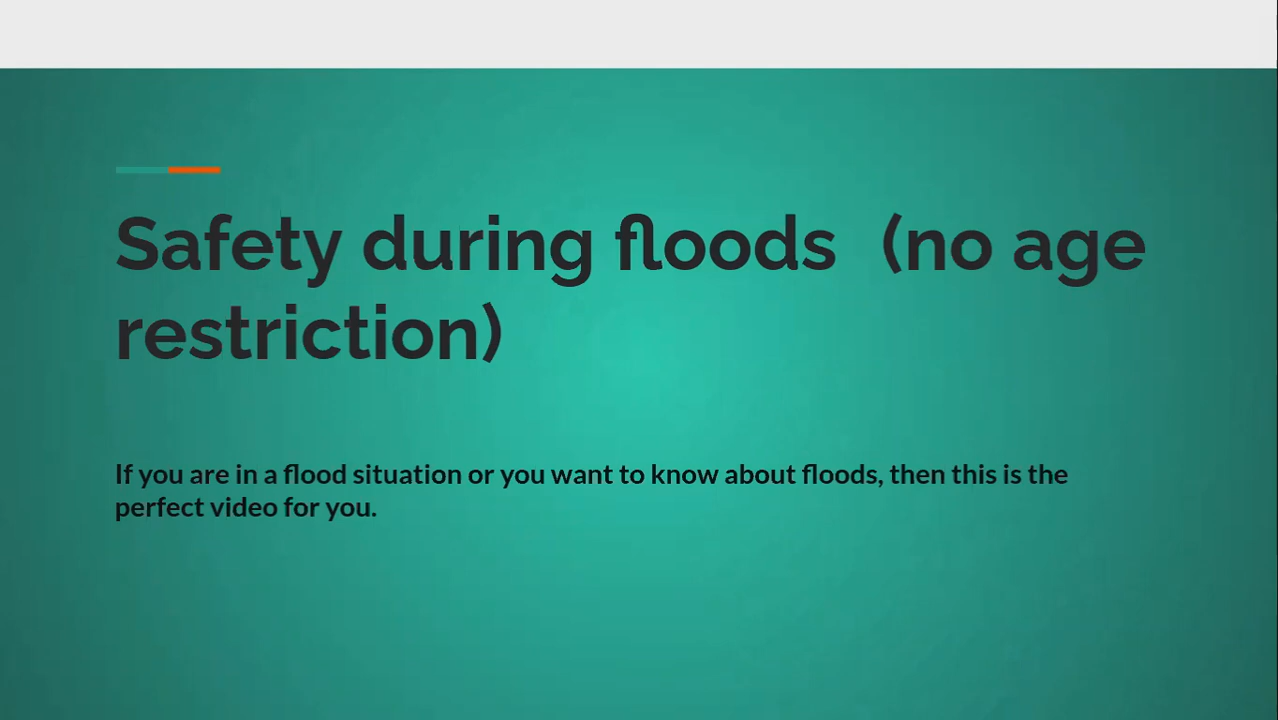 Safety during floods  (no age
restriction)
If you are in a flood situation or you want to know about floods, then this is the
perfect video for you.